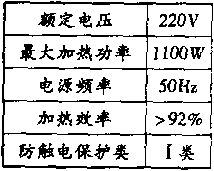 额定电压 220V
最大加热功率 1100W
电源频率 50Hz
加热效率 >92%
防触电保护类 I类